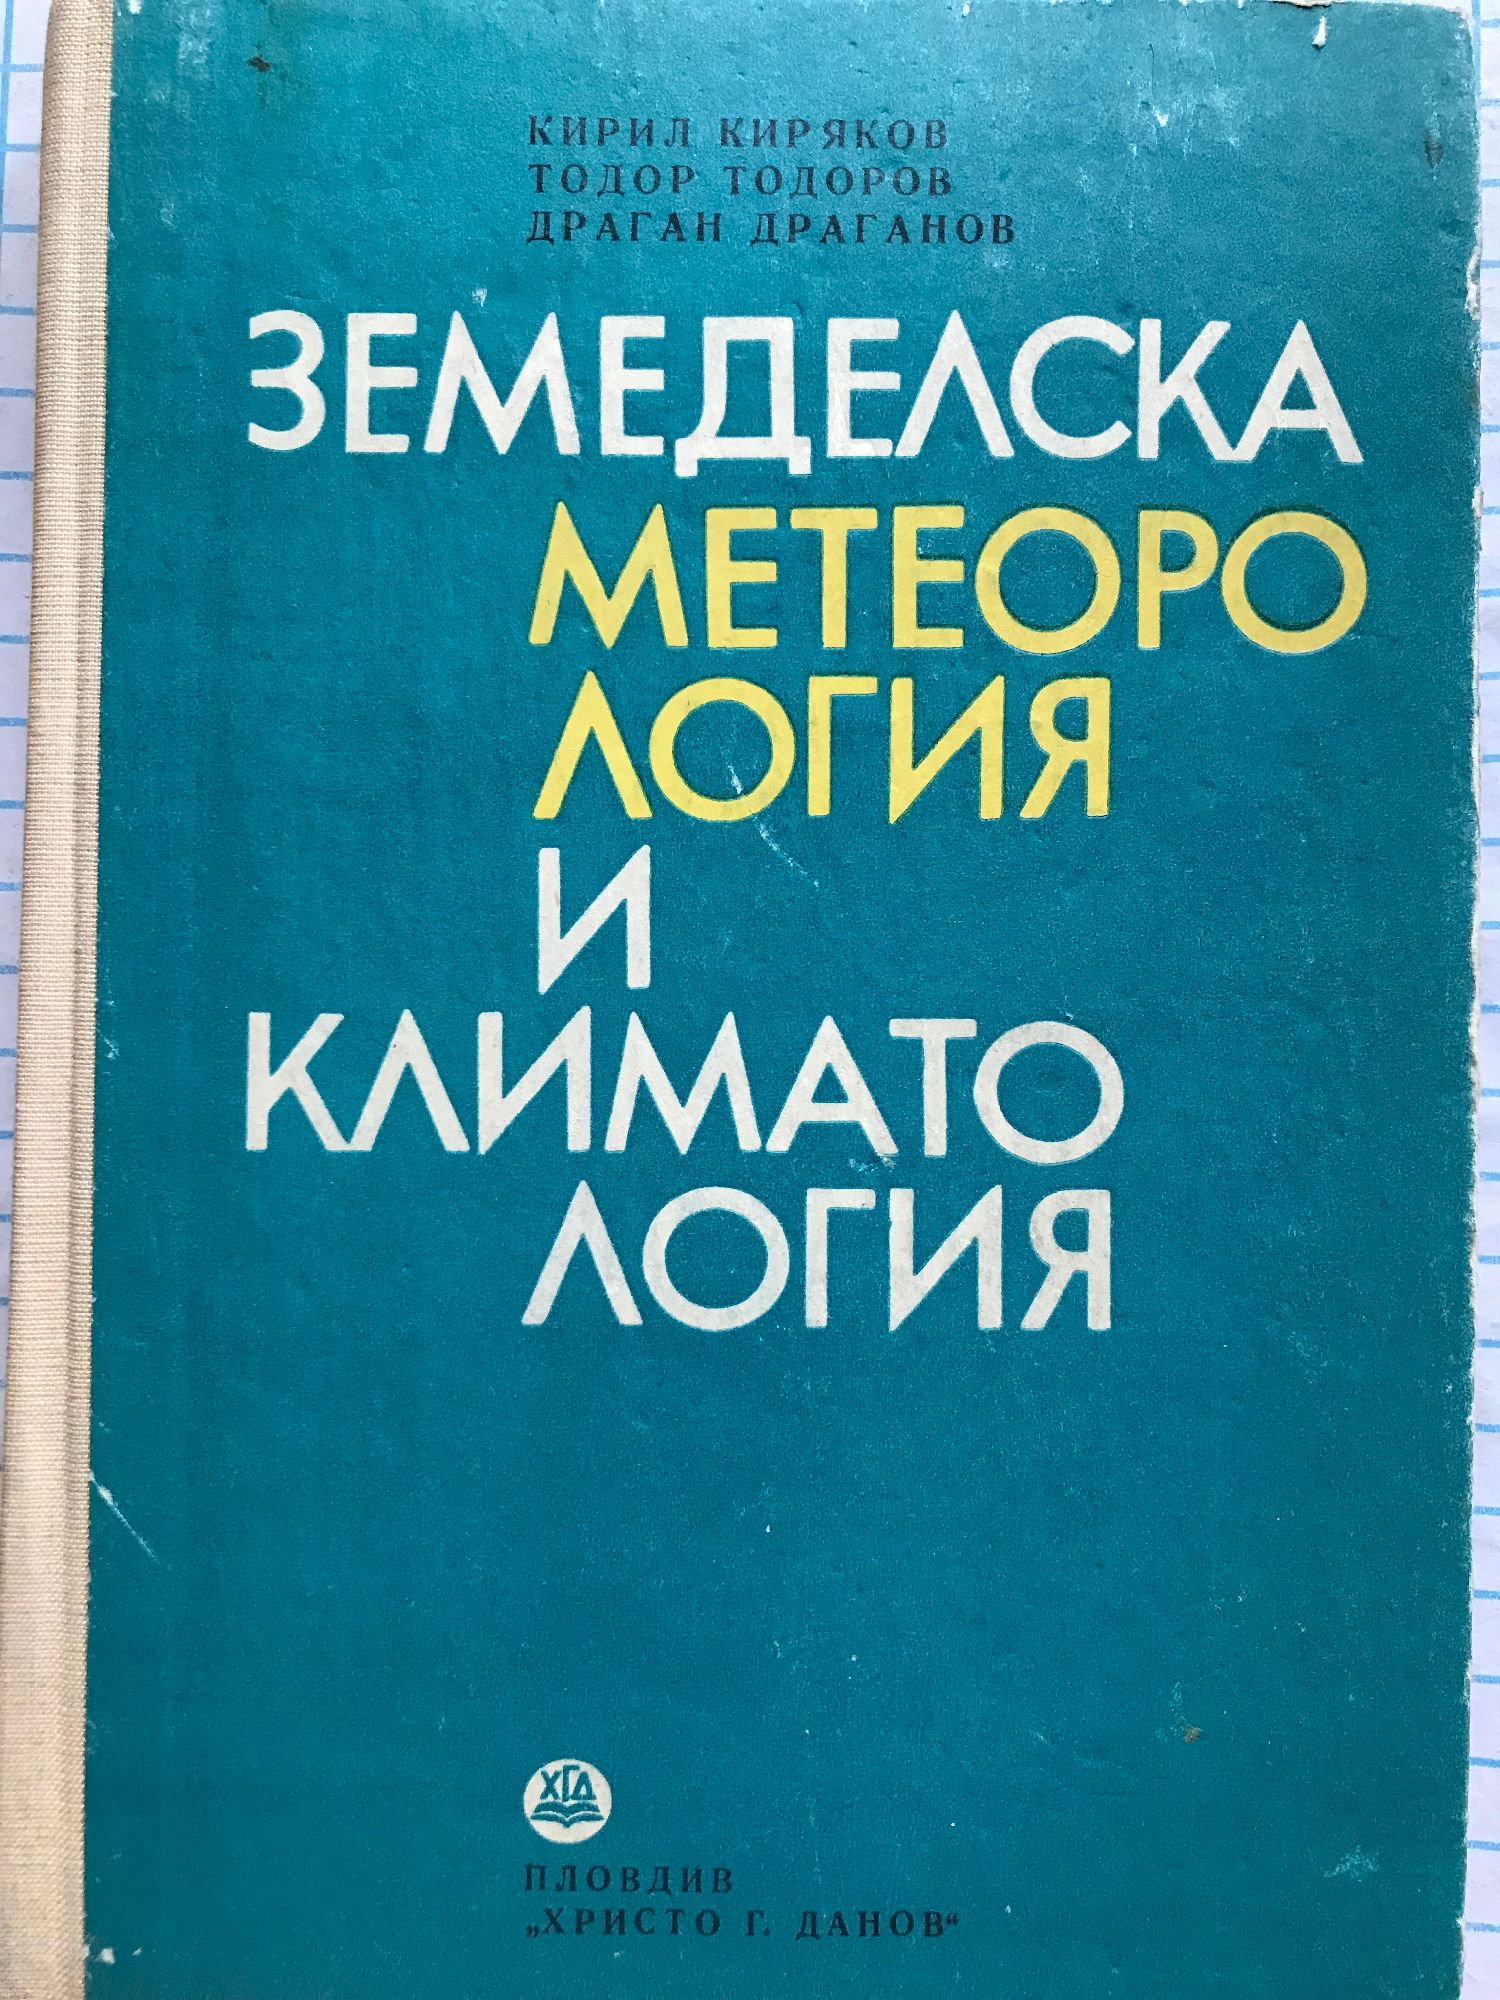 КИРИЛ КИРЯКОВ
ТОДОР ТОДОРОВ
ДРАГАН ДРАГАНОВ
ЗЕМЕДЕЛСКА
МЕТЕОРО
ЛОГИЯ
И
КЛИМАТО
ЛОГИЯ
ХГД
ПЛОВДИВ
„ХРИСТО Г. ДАНОВ“